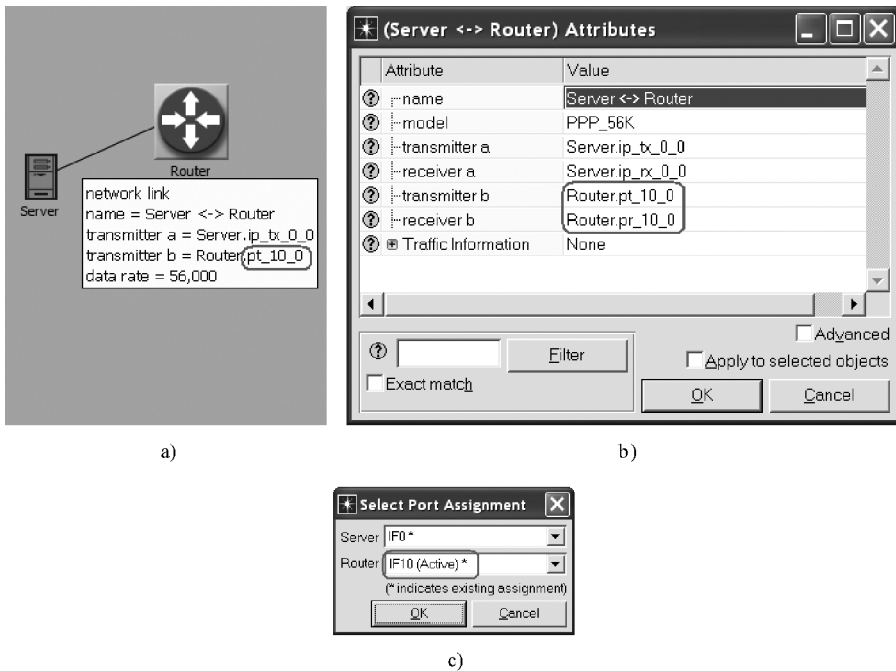 Router
Server
network link
name = Server <-> Router
transmitter a = Server.ip_tx_0_0
transmitter b = Router.pt_10_0
data rate = 56,000
a)
(Server <-> Router) Attributes
Attribute Value
name Server <-> Router
model PPP_56K
transmitter a Server.ip_tx_0_0
receiver a Server.ip_rx_0_0
transmitter b Router.pt_10_0
receiver b Router.pr_10_0
Traffic Information None
Advanced
Filter
Apply to selected objects
Exact match
OK Cancel
b)
Select Port Assignment
Server IF0 *
Router IF10 (Active) *
(* indicates existing assignment)
OK Cancel
c)